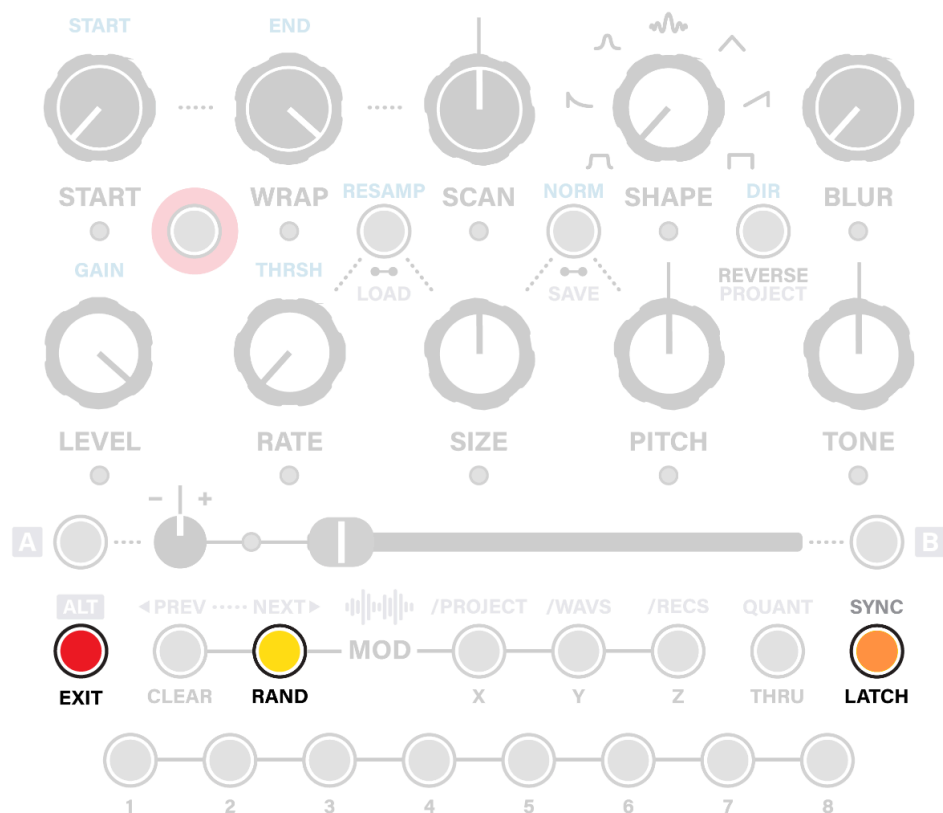 START END
START WRAP RESAMP SCAN NORM SHAPE DIR BLUR
GAIN THRSH LOAD SAVE REVERSE
PROJECT
LEVEL RATE SIZE PITCH TONE
− +
A B
ALT ◀PREV NEXT▶ /PROJECT /WAVS /RECS QUANT SYNC
MOD
EXIT CLEAR RAND X Y Z THRU LATCH
1 2 3 4 5 6 7 8